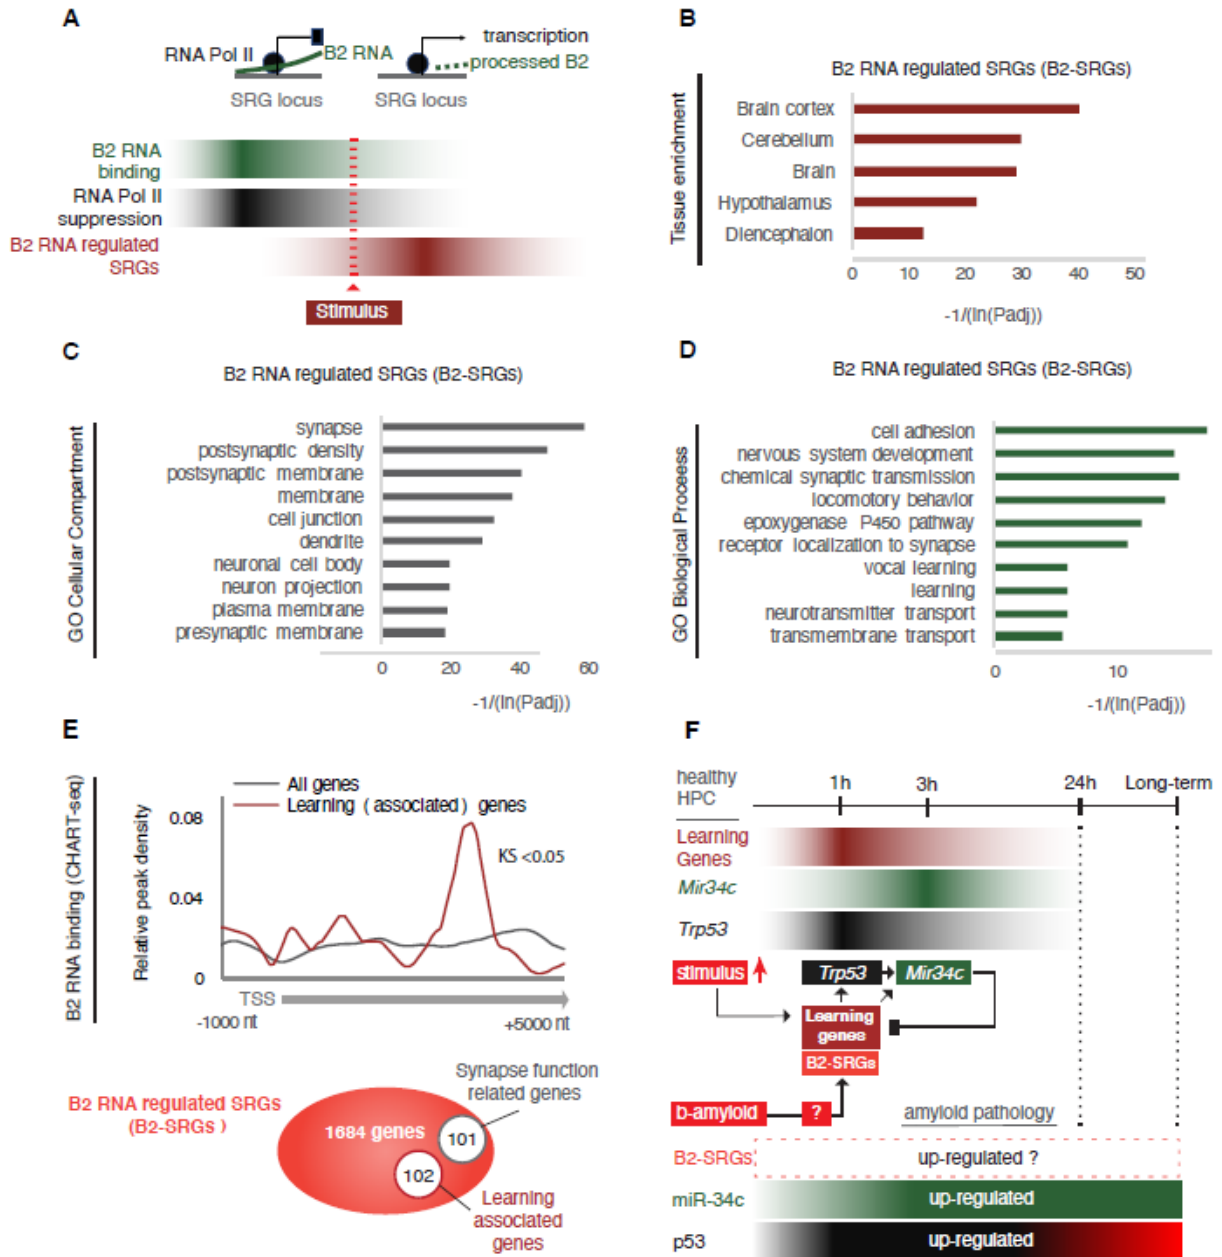 A
RNA Pol II
B2 RNA
transcription
processed B2
SRG locus
SRG locus
B2 RNA
binding
RNA Pol II
suppression
B2 RNA regulated
SRGs
Stimulus
B
B2 RNA regulated SRGs (B2-SRGs)
Tissue enrichment
Brain cortex
Cerebellum
Brain
Hypothalamus
Diencephalon
0 10 20 30 40 50
-1/(ln(Padj))
C
B2 RNA regulated SRGs (B2-SRGs)
GO Cellular Compartment
synapse
postsynaptic density
postsynaptic membrane
membrane
cell junction
dendrite
neuronal cell body
neuron projection
plasma membrane
presynaptic membrane
0 20 40 60
-1/(ln(Padj))
D
B2 RNA regulated SRGs (B2-SRGs)
GO Biological Proceess
cell adhesion
nervous system development
chemical synaptic transmission
locomotory behavior
epoxygenase P450 pathway
receptor localization to synapse
vocal learning
learning
neurotransmitter transport
transmembrane transport
0 10
-1/(ln(Padj))
E
B2 RNA binding (CHART-seq)
Relative peak density
All genes
Learning (associated) genes
0.08
KS <0.05
0.04
0
TSS
-1000 nt
+5000 nt
Synapse function
related genes
B2 RNA regulated SRGs
(B2-SRGs)
1684 genes
101
102
Learning
associated
genes
F
healthy
HPC
1h 3h 24h Long-term
Learning
Genes
Mir34c
Trp53
stimulus
Trp53
Mir34c
Learning
genes
B2-SRGs
b-amyloid
?
amyloid pathology
B2-SRGs
up-regulated ?
miR-34c
up-regulated
p53
up-regulated